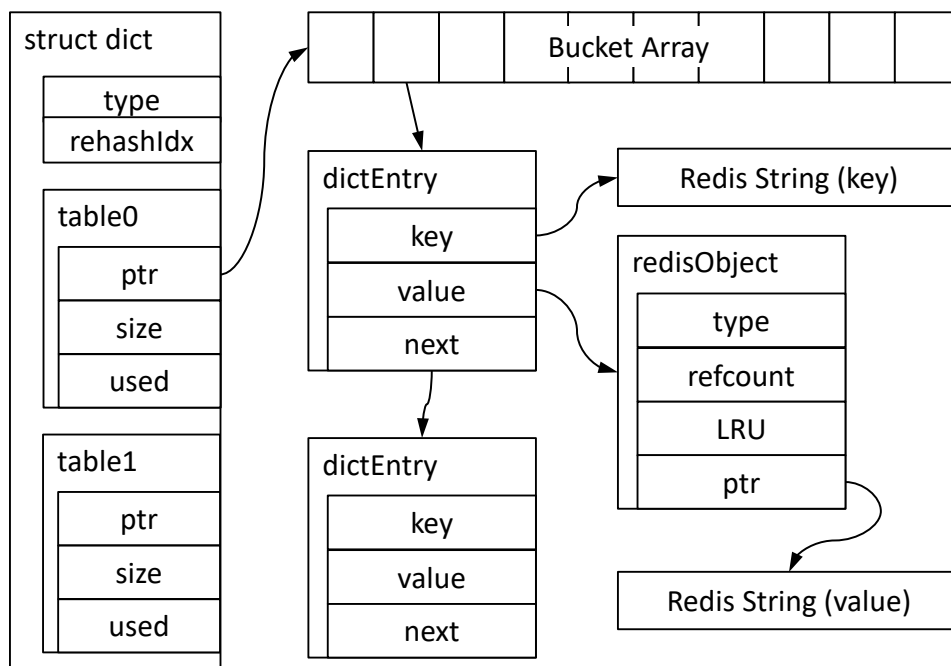 struct dict
type
rehashIdx
table0
ptr
size
used
table1
ptr
size
used
Bucket Array
dictEntry
key
value
next
dictEntry
key
value
next
Redis String (key)
redisObject
type
refcount
LRU
ptr
Redis String (value)